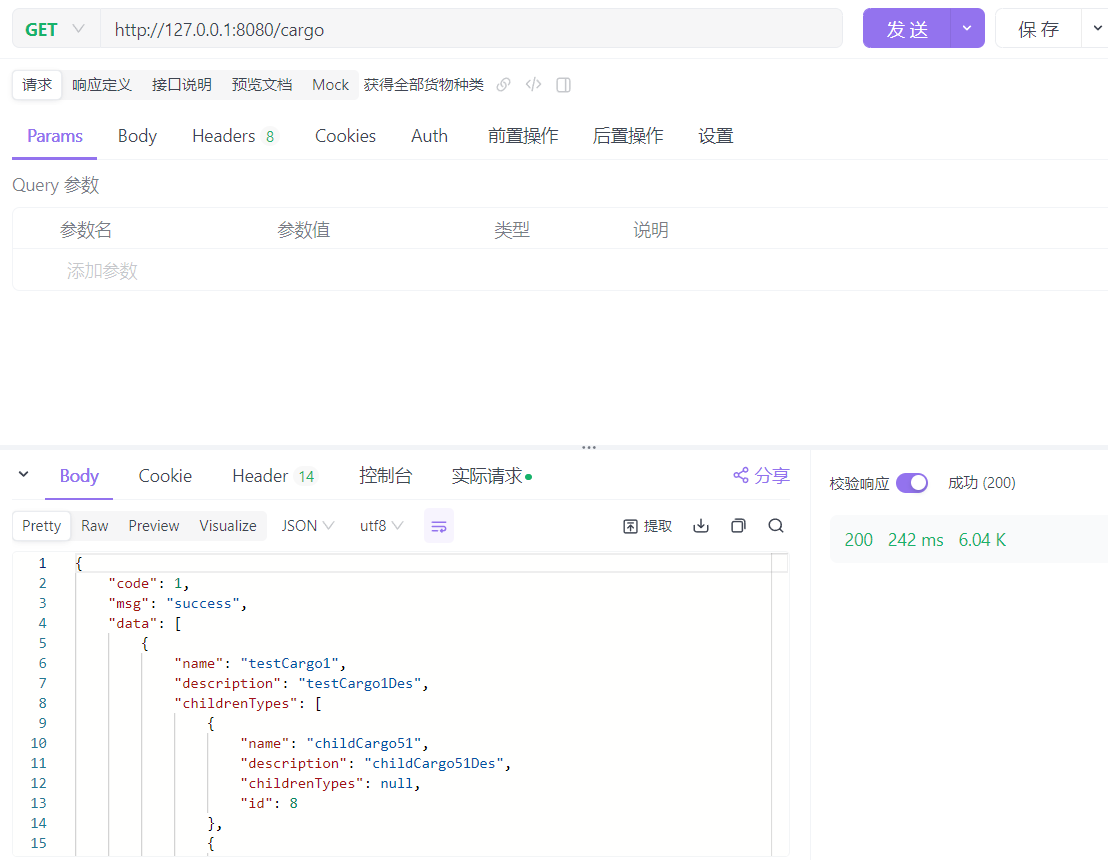 GET http://127.0.0.1:8080/cargo 发 送 保 存
请求 响应定义 接口说明 预览文档 Mock 获得全部货物种类
Params Body Headers 8 Cookies Auth 前置操作 后置操作 设置
Query 参数
参数名 参数值 类型 说明
添加参数
Body Cookie Header 14 控制台 实际请求 分享
校验响应 成功 (200)
Pretty Raw Preview Visualize JSON utf8 提取
200 242 ms 6.04 K
1 {
2 "code": 1,
3 "msg": "success",
4 "data": [
5 {
6 "name": "testCargo1",
7 "description": "testCargo1Des",
8 "childrenTypes": [
9 {
10 "name": "childCargo51",
11 "description": "childCargo51Des",
12 "childrenTypes": null,
13 "id": 8
14 },
15 {